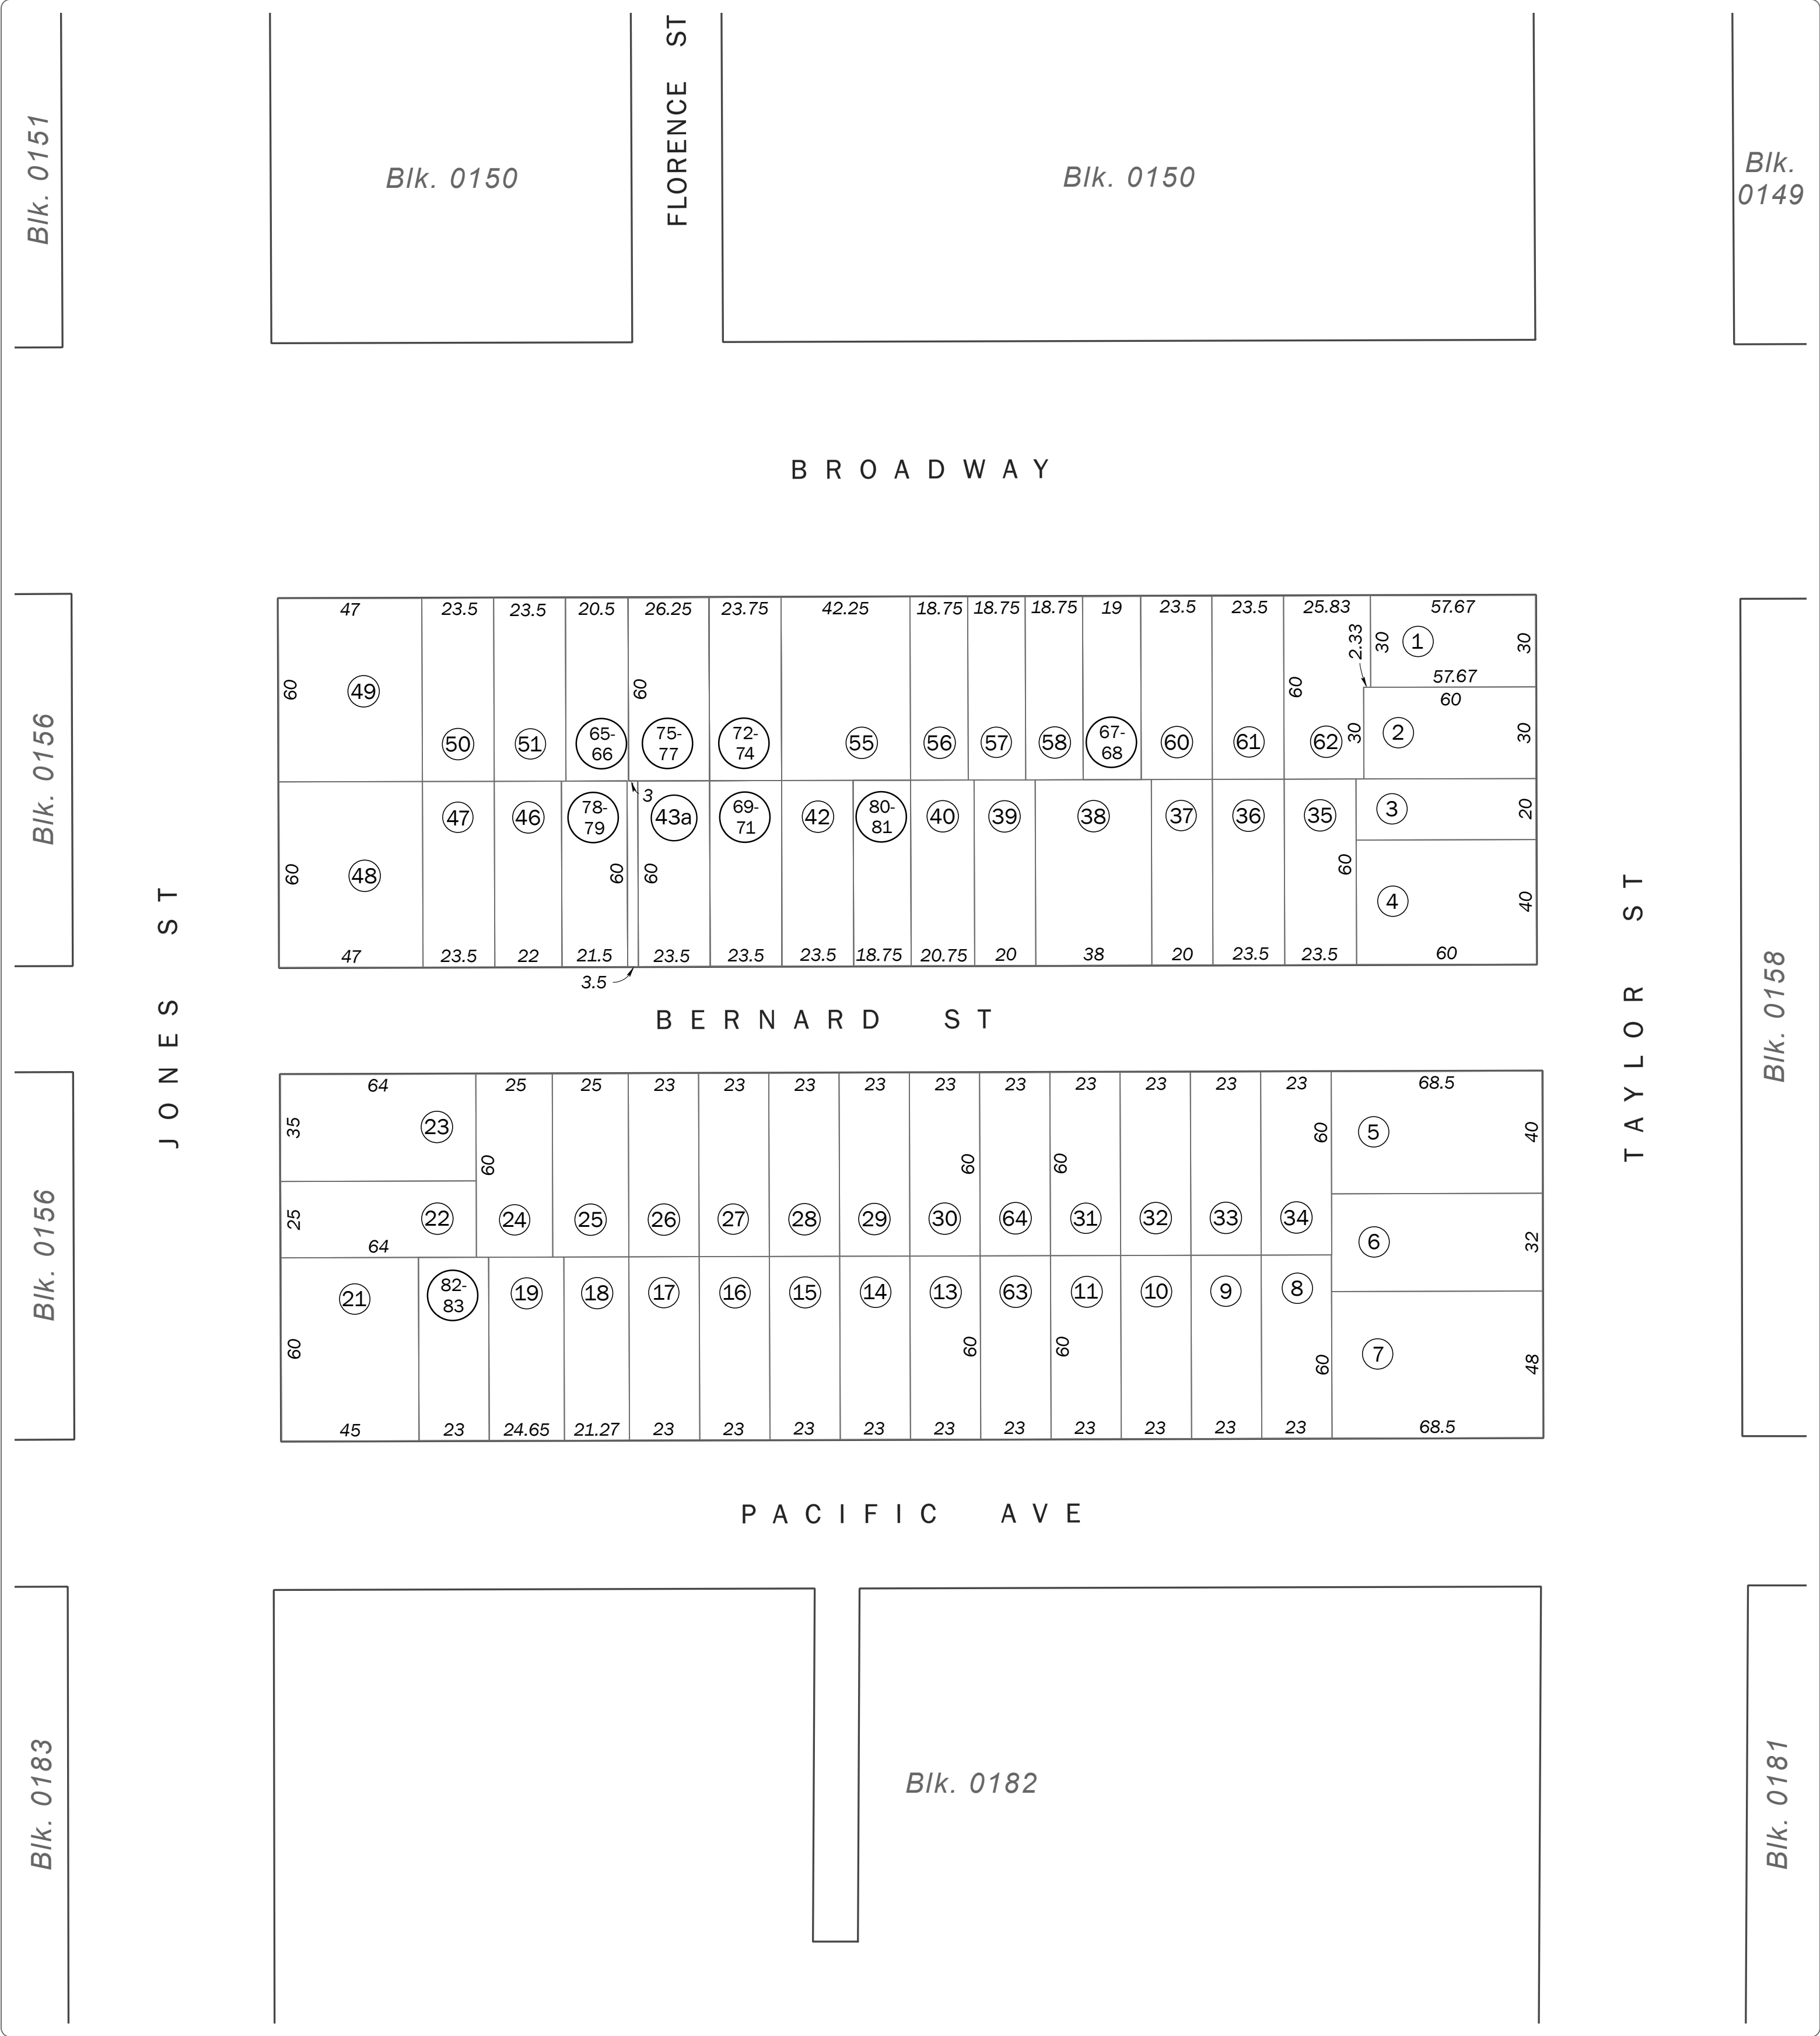 FLORENCE ST
Blk. 0151
Blk. 0150
Blk. 0150
Blk.
0149
BROADWAY
47 23.5 23.5 20.5 26.25 23.75 42.25 18.75 18.75 18.75 19 23.5 23.5 25.83 57.67
2.33 30 1 30
57.67
60 49 60 60 60
50 51 65-66 75-77 72-74 55 56 57 58 67-68 60 61 62 30 2 30
3
47 46 78-79 43a 69-71 42 80-81 40 39 38 37 36 35 3 20
60 48 60 60 60 4 40
47 23.5 22 21.5 23.5 23.5 23.5 18.75 20.75 20 38 20 23.5 23.5 60
3.5
Blk. 0156
JONES ST
BERNARD ST
TAYLOR ST
Blk. 0158
64 25 25 23 23 23 23 23 23 23 23 23 23 68.5
35 23 60 5 40
60 60 60
25 22 24 25 26 27 28 29 30 64 31 32 33 34
64
6 32
21 82-83 19 18 17 16 15 14 13 63 11 10 9 8
60 60 60 60 7 48
45 23 24.65 21.27 23 23 23 23 23 23 23 23 23 23 68.5
Blk. 0156
PACIFIC AVE
Blk. 0183
Blk. 0182
Blk. 0181